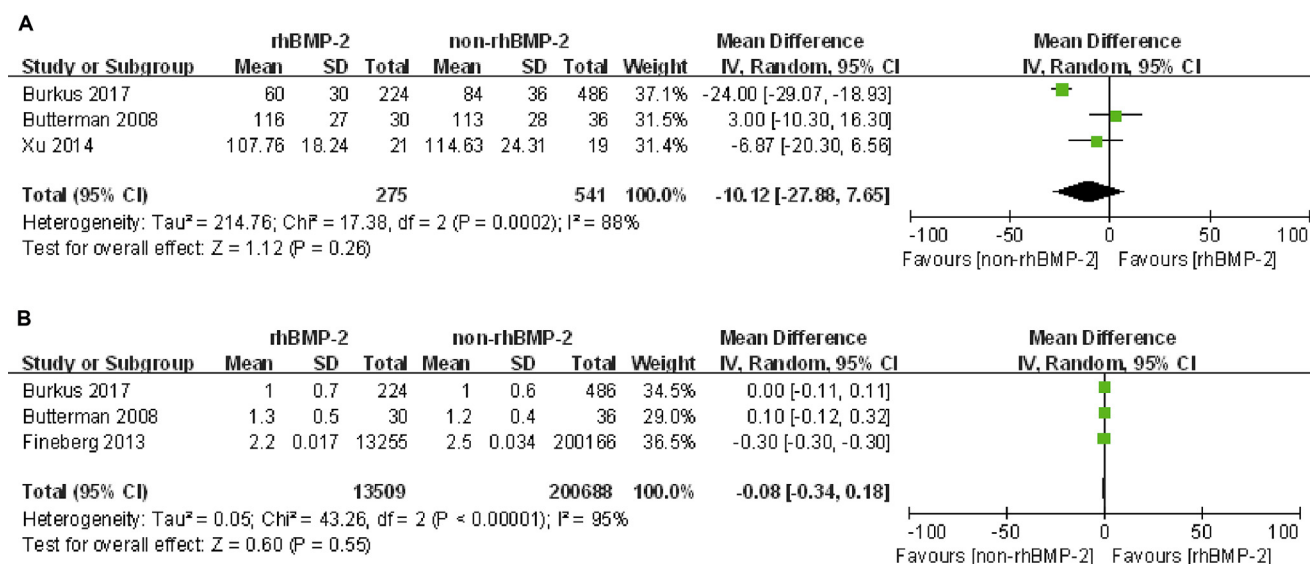 A
rhBMP-2 non-rhBMP-2 Mean Difference Mean Difference
Study or Subgroup Mean SD Total Mean SD Total Weight IV, Random, 95% CI IV, Random, 95% CI
Burkus 2017 60 30 224 84 36 486 37.1% -24.00 [-29.07, -18.93]
Butterman 2008 116 27 30 113 28 36 31.5% 3.00 [-10.30, 16.30]
Xu 2014 107.76 18.24 21 114.63 24.31 19 31.4% -6.87 [-20.30, 6.56]
Total (95% CI) 275 541 100.0% -10.12 [-27.88, 7.65]
Heterogeneity: Tau² = 214.76; Chi² = 17.38, df = 2 (P = 0.0002); I² = 88%
Test for overall effect: Z = 1.12 (P = 0.26)
-100 -50 0 50 100
Favours [non-rhBMP-2] Favours [rhBMP-2]
B
rhBMP-2 non-rhBMP-2 Mean Difference Mean Difference
Study or Subgroup Mean SD Total Mean SD Total Weight IV, Random, 95% CI IV, Random, 95% CI
Burkus 2017 1 0.7 224 1 0.6 486 34.5% 0.00 [-0.11, 0.11]
Butterman 2008 1.3 0.5 30 1.2 0.4 36 29.0% 0.10 [-0.12, 0.32]
Fineberg 2013 2.2 0.017 13255 2.5 0.034 200166 36.5% -0.30 [-0.30, -0.30]
Total (95% CI) 13509 200688 100.0% -0.08 [-0.34, 0.18]
Heterogeneity: Tau² = 0.05; Chi² = 43.26, df = 2 (P < 0.00001); I² = 95%
Test for overall effect: Z = 0.60 (P = 0.55)
-100 -50 0 50 100
Favours [non-rhBMP-2] Favours [rhBMP-2]